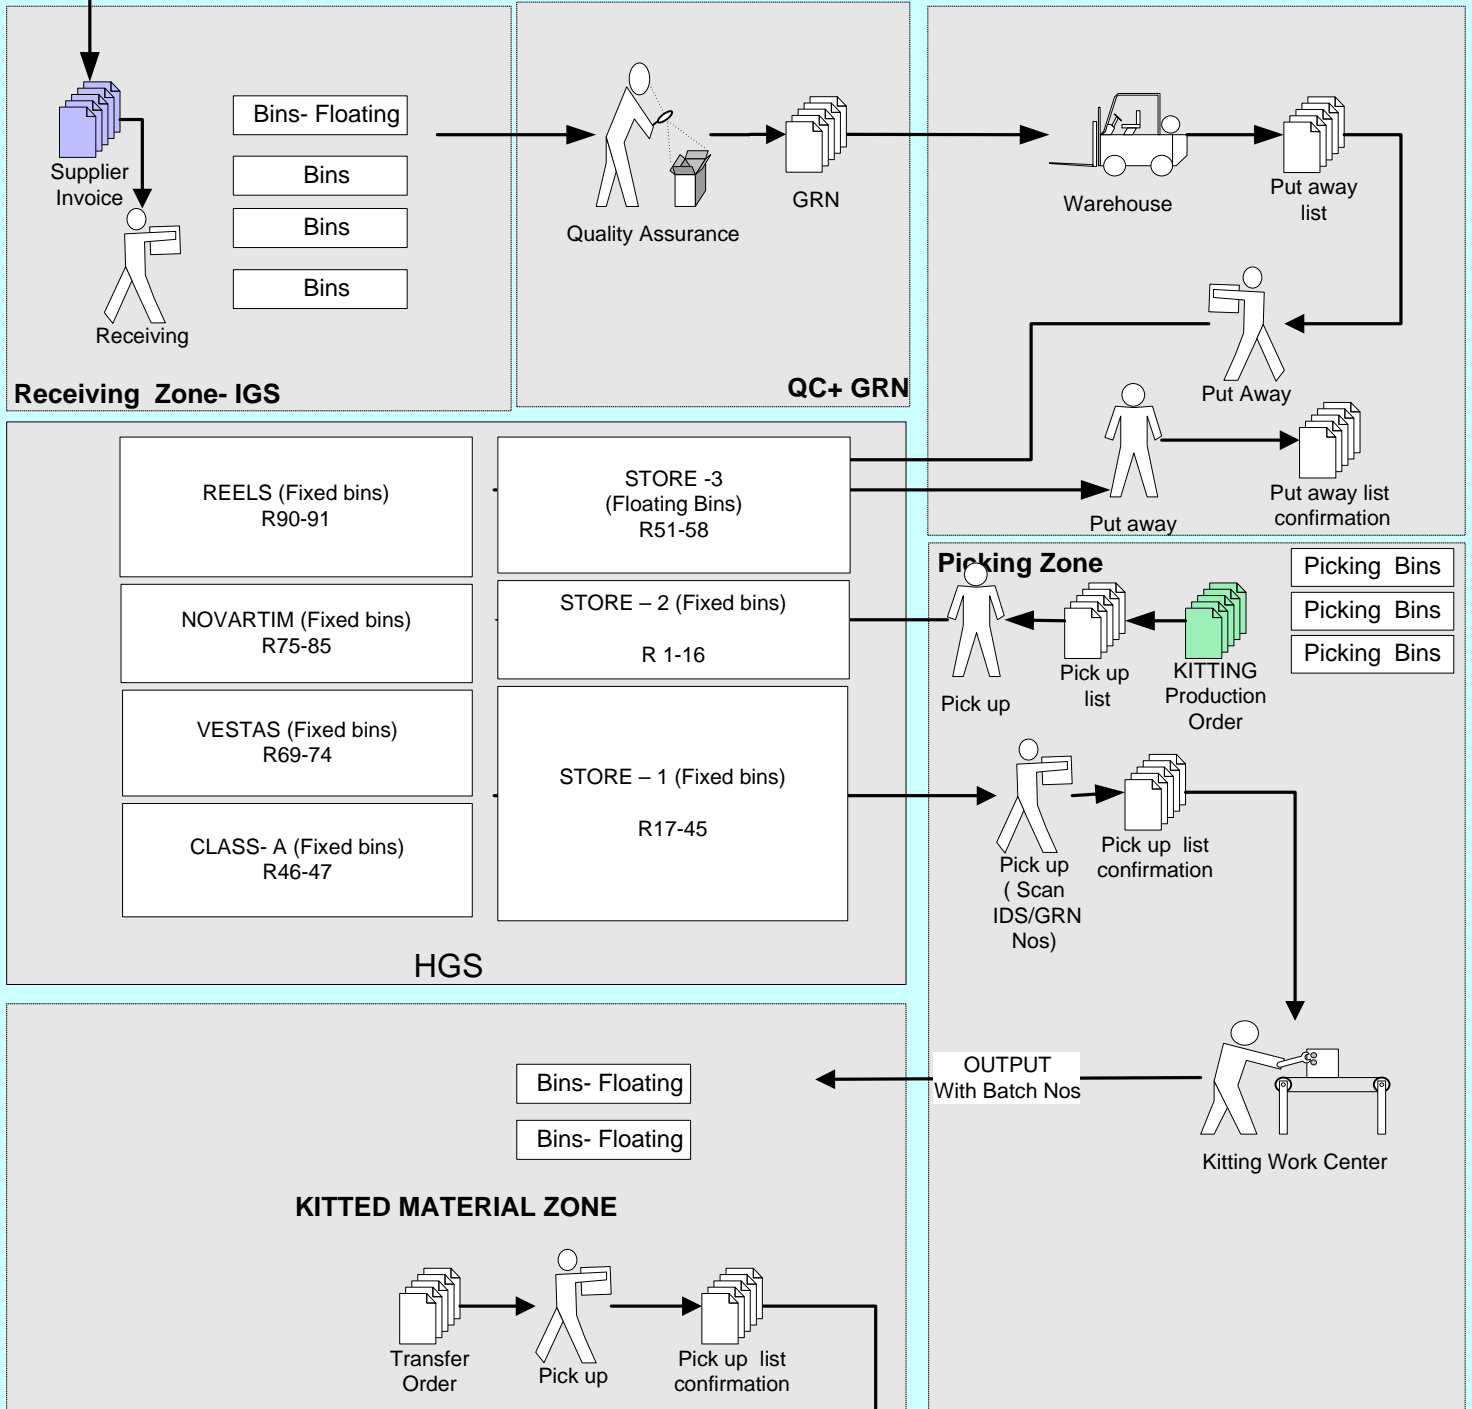 Supplier
Invoice
Receiving
Bins- Floating
Bins
Bins
Bins
Receiving  Zone- IGS
Quality Assurance
GRN
QC+ GRN
Warehouse
Put away
list
Put Away
Put away
Put away list
confirmation
REELS (Fixed bins)
R90-91
NOVARTIM (Fixed bins)
R75-85
VESTAS (Fixed bins)
R69-74
CLASS- A (Fixed bins)
R46-47
STORE -3
(Floating Bins)
R51-58
STORE – 2 (Fixed bins)
R 1-16
STORE – 1 (Fixed bins)
R17-45
HGS
Picking Zone
Picking  Bins
Picking  Bins
Picking  Bins
Pick up
Pick up
list
KITTING
Production
Order
Pick up
( Scan
IDS/GRN
Nos)
Pick up  list
confirmation
OUTPUT
With Batch Nos
Kitting Work Center
Bins- Floating
Bins- Floating
KITTED MATERIAL ZONE
Transfer
Order
Pick up
Pick up  list
confirmation